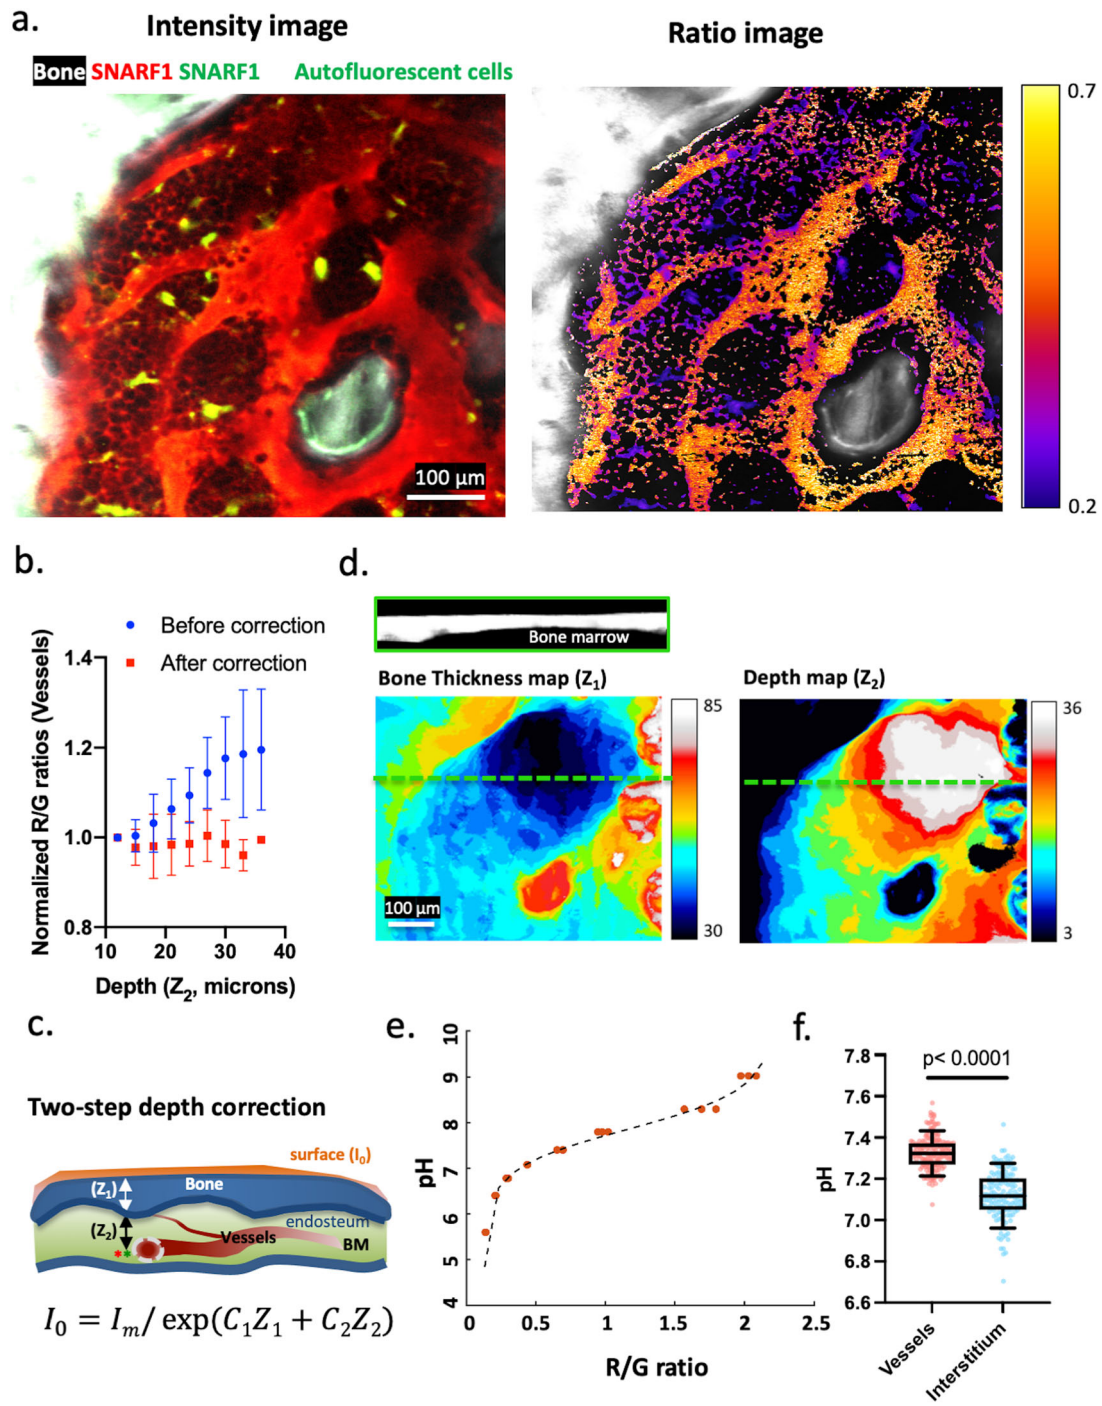 a.
Intensity image
Ratio image
Bone SNARF1 SNARF1 Autofluorescent cells
0.7
0.2
100 µm
b.
Before correction
After correction
Normalized R/G ratios (Vessels)
1.4
1.2
1.0
0.8
10 20 30 40
Depth (Z2, microns)
d.
Bone marrow
Bone Thickness map (Z1)
Depth map (Z2)
85
30
36
3
100 µm
c.
Two-step depth correction
surface (I0)
(Z1)
Bone
endosteum
(Z2)
Vessels
BM
**
I0 = Im/ exp(C1Z1 + C2Z2)
e.
pH
10
9
8
7
6
5
4
0 0.5 1 1.5 2 2.5
R/G ratio
f.
p< 0.0001
pH
7.8
7.6
7.4
7.2
7.0
6.8
6.6
Vessels
Interstitium